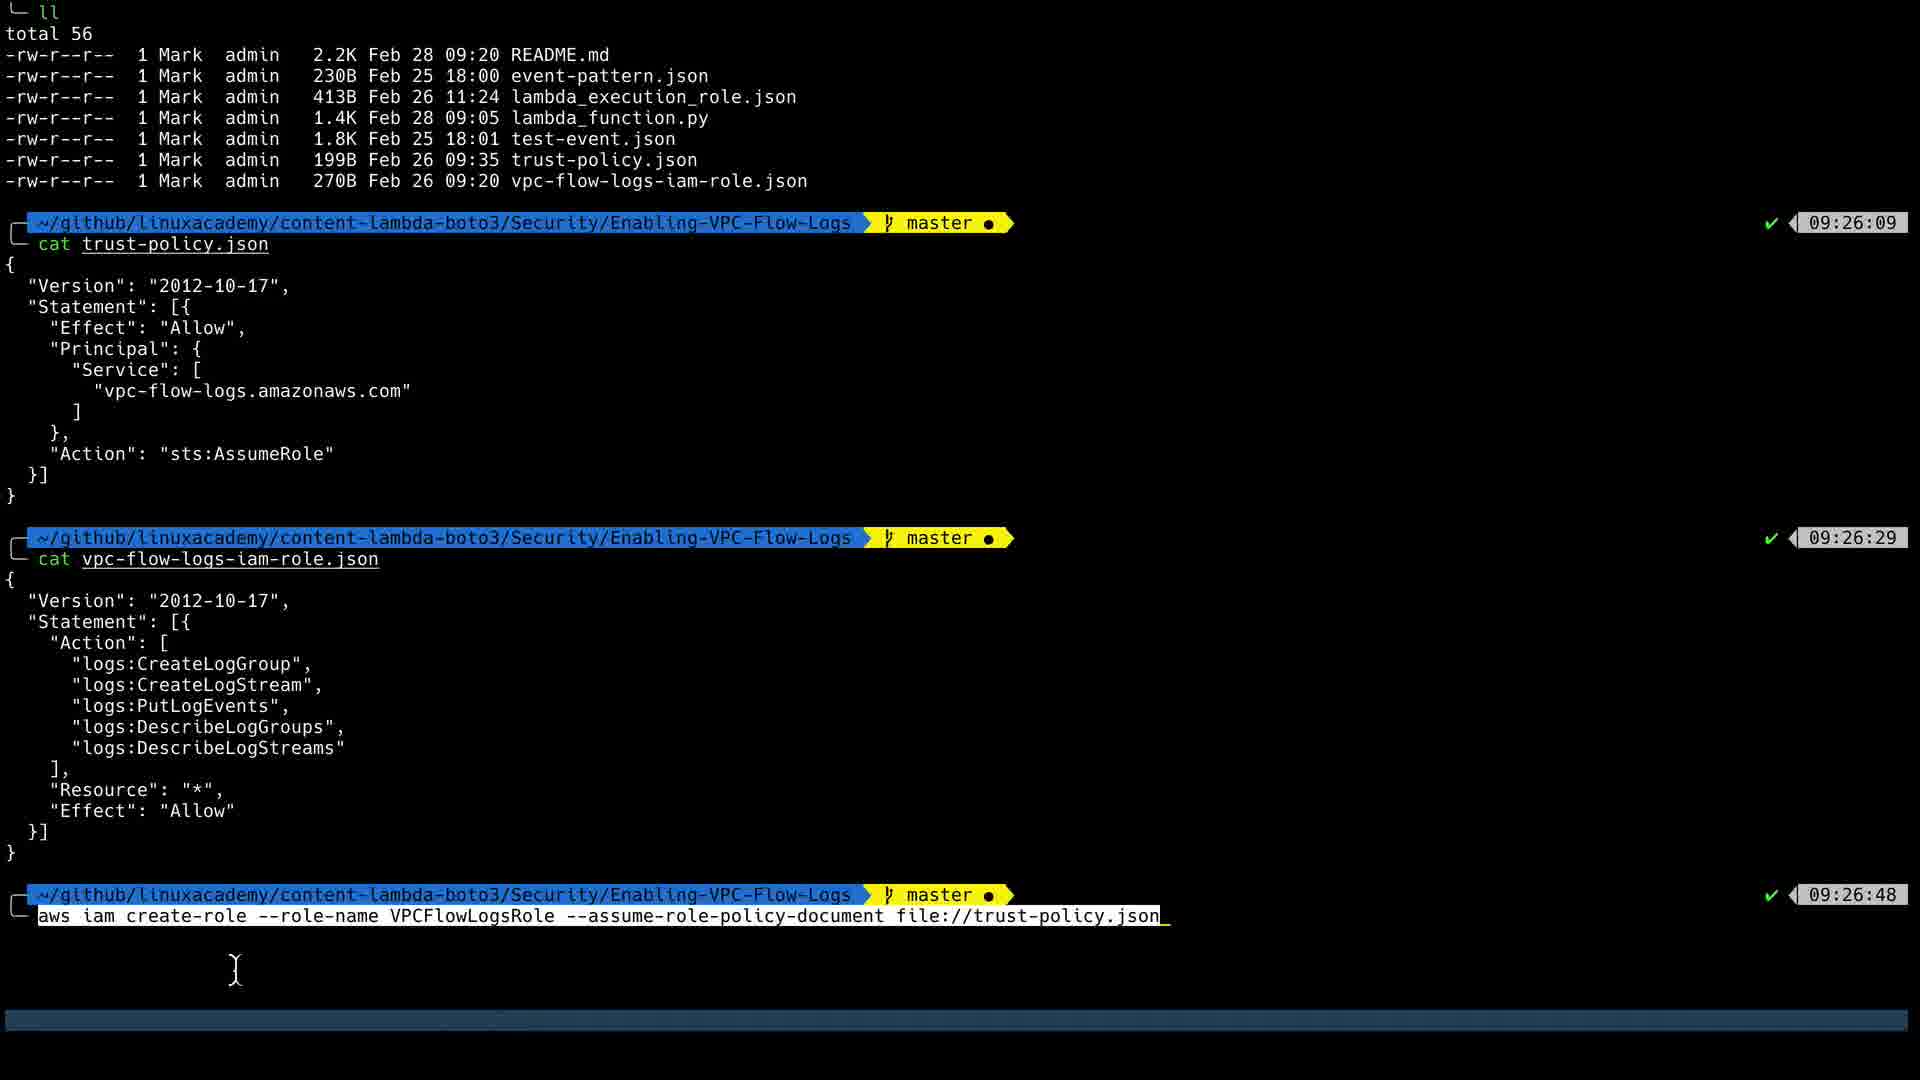 ll
total 56
-rw-r--r--  1 Mark  admin   2.2K Feb 28 09:20 README.md
-rw-r--r--  1 Mark  admin   230B Feb 25 18:00 event-pattern.json
-rw-r--r--  1 Mark  admin   413B Feb 26 11:24 lambda_execution_role.json
-rw-r--r--  1 Mark  admin   1.4K Feb 28 09:05 lambda_function.py
-rw-r--r--  1 Mark  admin   1.8K Feb 25 18:01 test-event.json
-rw-r--r--  1 Mark  admin   199B Feb 26 09:35 trust-policy.json
-rw-r--r--  1 Mark  admin   270B Feb 26 09:20 vpc-flow-logs-iam-role.json
~/github/linuxacademy/content-lambda-boto3/Security/Enabling-VPC-Flow-Logs master ● ✔ 09:26:09
cat trust-policy.json
{
  "Version": "2012-10-17",
  "Statement": [{
    "Effect": "Allow",
    "Principal": {
      "Service": [
        "vpc-flow-logs.amazonaws.com"
      ]
    },
    "Action": "sts:AssumeRole"
  }]
}
~/github/linuxacademy/content-lambda-boto3/Security/Enabling-VPC-Flow-Logs master ● ✔ 09:26:29
cat vpc-flow-logs-iam-role.json
{
  "Version": "2012-10-17",
  "Statement": [{
    "Action": [
      "logs:CreateLogGroup",
      "logs:CreateLogStream",
      "logs:PutLogEvents",
      "logs:DescribeLogGroups",
      "logs:DescribeLogStreams"
    ],
    "Resource": "*",
    "Effect": "Allow"
  }]
}
~/github/linuxacademy/content-lambda-boto3/Security/Enabling-VPC-Flow-Logs master ● ✔ 09:26:48
aws iam create-role --role-name VPCFlowLogsRole --assume-role-policy-document file://trust-policy.json